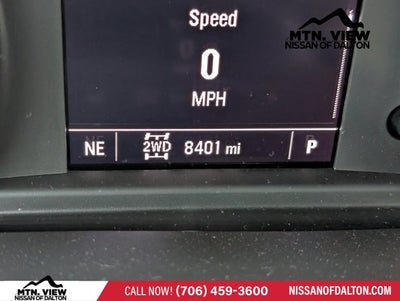 MTN. VIEW
NISSAN OF DALTON
Speed
0
MPH
NE 2WD 8401 mi P
MTN. VIEW
NISSAN OF DALTON
CALL NOW! (706) 459-3600
NISSANOFDALTON.COM